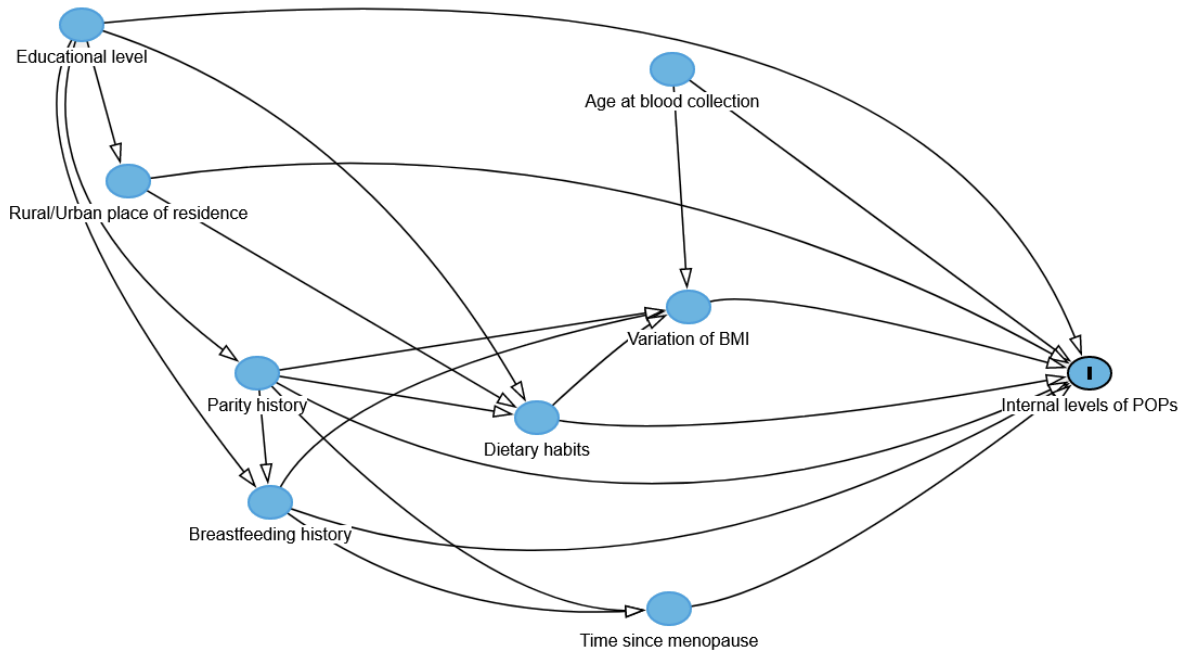 Educational level
Age at blood collection
Rural/Urban place of residence
Variation of BMI
Parity history
I
Internal levels of POPs
Dietary habits
Breastfeeding history
Time since menopause